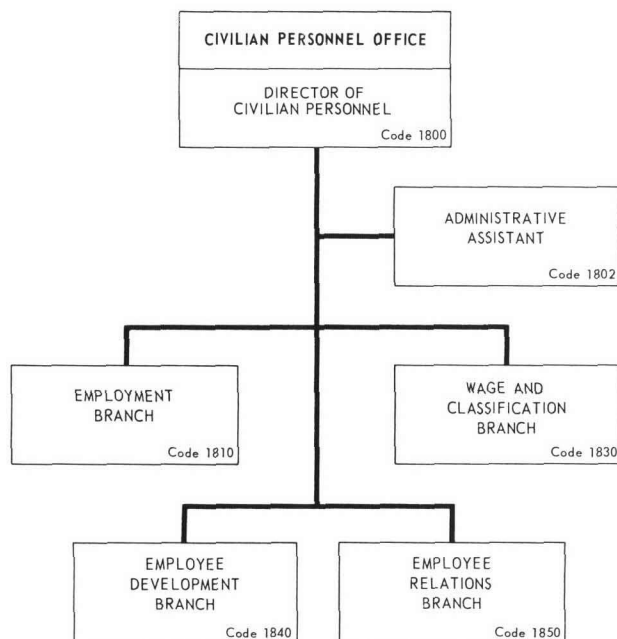 CIVILIAN PERSONNEL OFFICE
DIRECTOR OF
CIVILIAN PERSONNEL
Code 1800
ADMINISTRATIVE
ASSISTANT
Code 1802
EMPLOYMENT
BRANCH
Code 1810
WAGE AND
CLASSIFICATION
BRANCH
Code 1830
EMPLOYEE
DEVELOPMENT
BRANCH
Code 1840
EMPLOYEE
RELATIONS
BRANCH
Code 1850